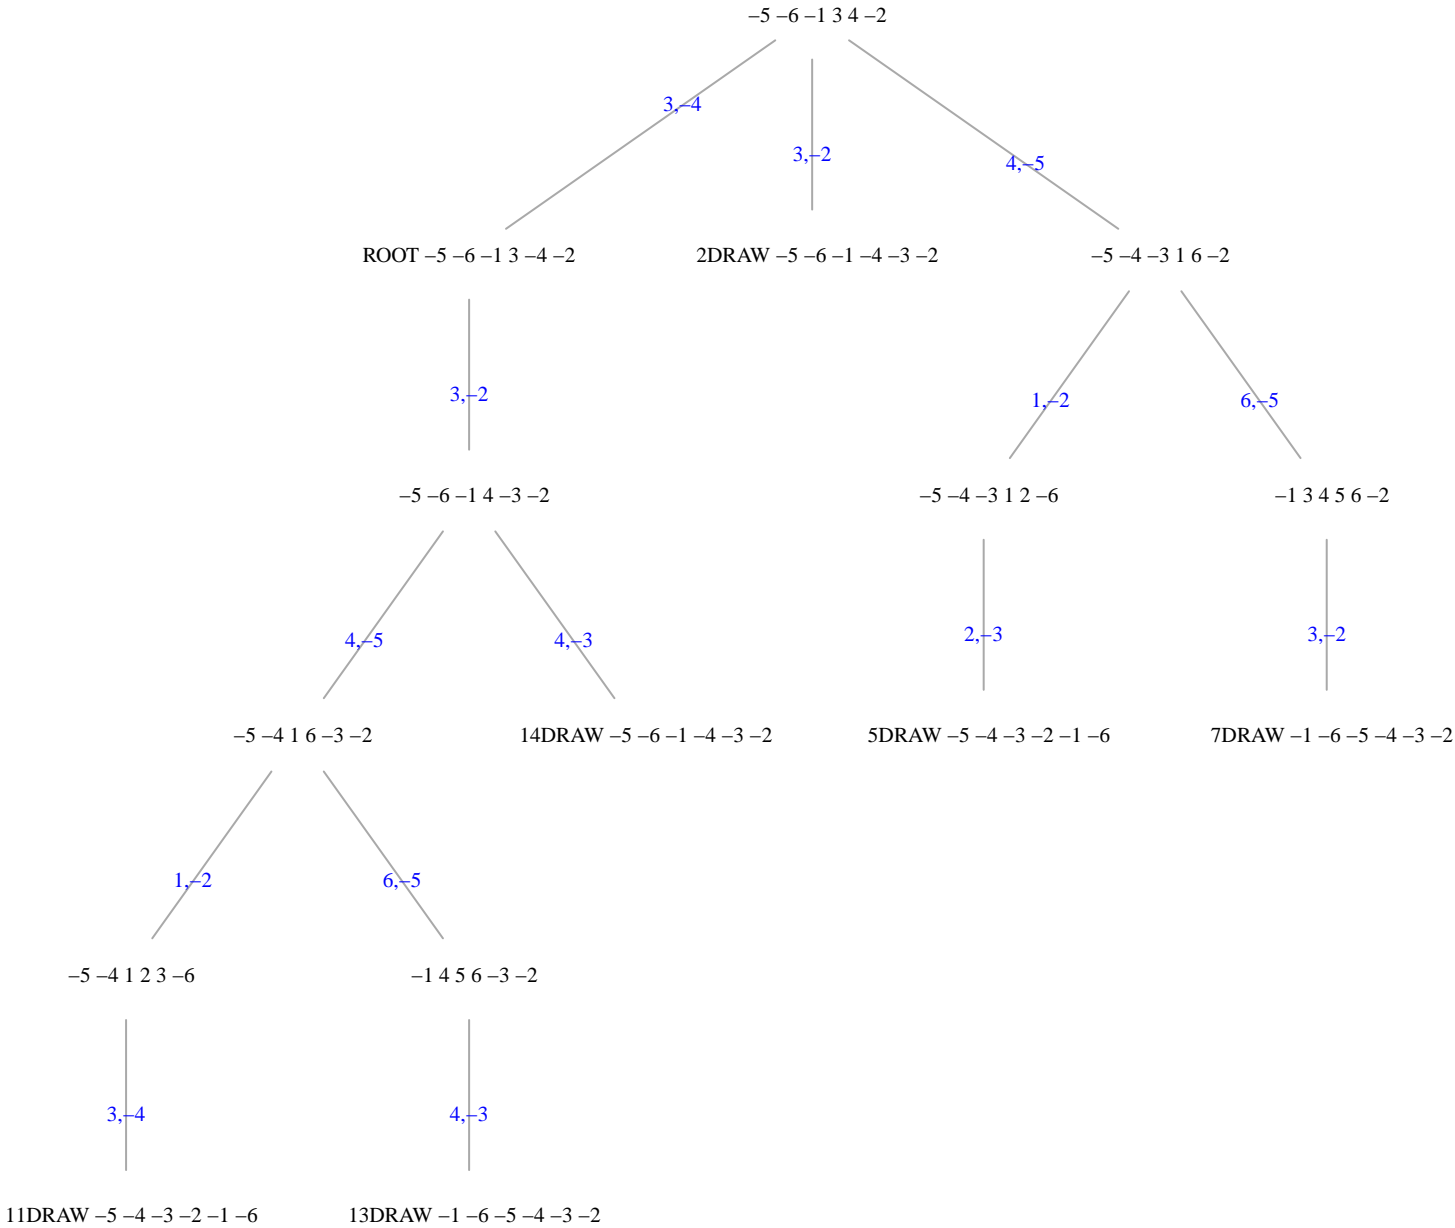 –5 –6 –1 3 4 –2
3,–4
3,–2
4,–5
ROOT –5 –6 –1 3 –4 –2
2DRAW –5 –6 –1 –4 –3 –2
–5 –4 –3 1 6 –2
3,–2
1,–2
6,–5
–5 –6 –1 4 –3 –2
–5 –4 –3 1 2 –6
–1 3 4 5 6 –2
4,–5
4,–3
2,–3
3,–2
–5 –4 1 6 –3 –2
14DRAW –5 –6 –1 –4 –3 –2
5DRAW –5 –4 –3 –2 –1 –6
7DRAW –1 –6 –5 –4 –3 –2
1,–2
6,–5
–5 –4 1 2 3 –6
–1 4 5 6 –3 –2
3,–4
4,–3
11DRAW –5 –4 –3 –2 –1 –6
13DRAW –1 –6 –5 –4 –3 –2